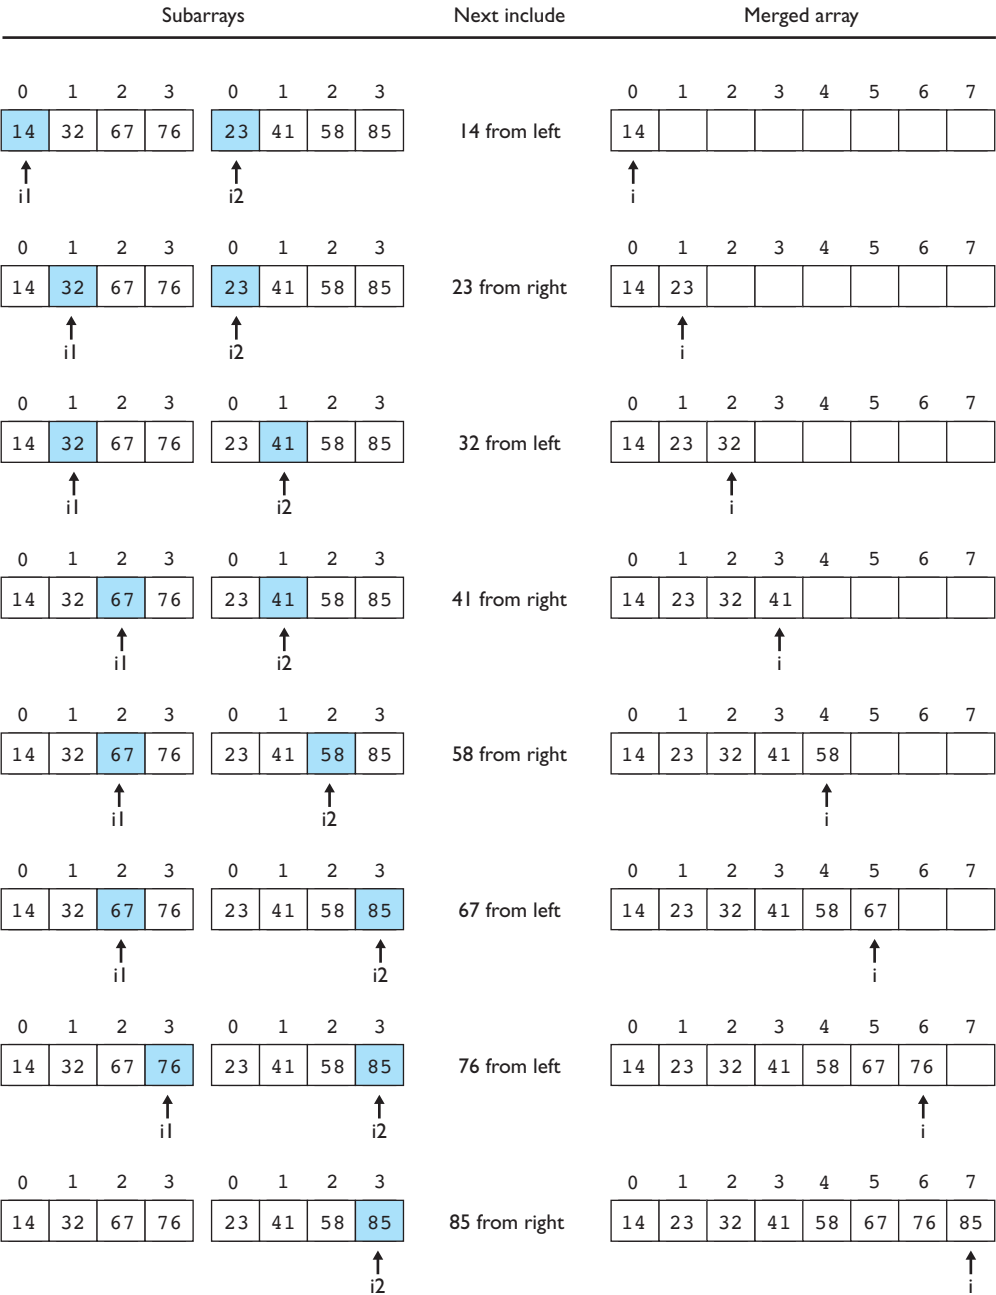 Subarrays Next include Merged array
0 1 2 3 0 1 2 3 0 1 2 3 4 5 6 7
14 32 67 76 23 41 58 85 14 from left 14
i1 i2 i
0 1 2 3 0 1 2 3 0 1 2 3 4 5 6 7
14 32 67 76 23 41 58 85 23 from right 14 23
i1 i2 i
0 1 2 3 0 1 2 3 0 1 2 3 4 5 6 7
14 32 67 76 23 41 58 85 32 from left 14 23 32
i1 i2 i
0 1 2 3 0 1 2 3 0 1 2 3 4 5 6 7
14 32 67 76 23 41 58 85 41 from right 14 23 32 41
i1 i2 i
0 1 2 3 0 1 2 3 0 1 2 3 4 5 6 7
14 32 67 76 23 41 58 85 58 from right 14 23 32 41 58
i1 i2 i
0 1 2 3 0 1 2 3 0 1 2 3 4 5 6 7
14 32 67 76 23 41 58 85 67 from left 14 23 32 41 58 67
i1 i2 i
0 1 2 3 0 1 2 3 0 1 2 3 4 5 6 7
14 32 67 76 23 41 58 85 76 from left 14 23 32 41 58 67 76
i1 i2 i
0 1 2 3 0 1 2 3 0 1 2 3 4 5 6 7
14 32 67 76 23 41 58 85 85 from right 14 23 32 41 58 67 76 85
i2 i